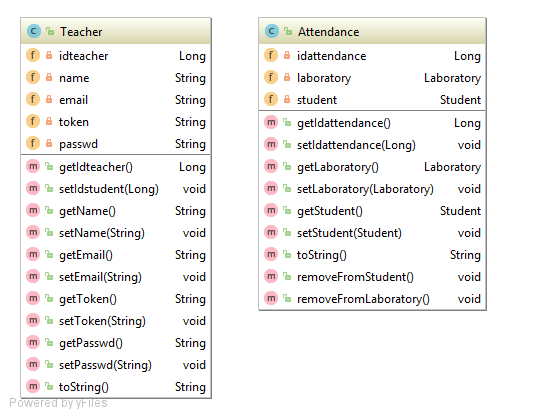 Teacher
idteacher Long
name String
email String
token String
passwd String
getIdteacher() Long
setIdstudent(Long) void
getName() String
setName(String) void
getEmail() String
setEmail(String) void
getToken() String
setToken(String) void
getPasswd() String
setPasswd(String) void
toString() String
Attendance
idattendance Long
laboratory Laboratory
student Student
getIdattendance() Long
setIdattendance(Long) void
getLaboratory() Laboratory
setLaboratory(Laboratory) void
getStudent() Student
setStudent(Student) void
toString() String
removeFromStudent() void
removeFromLaboratory() void
Powered by yFiles